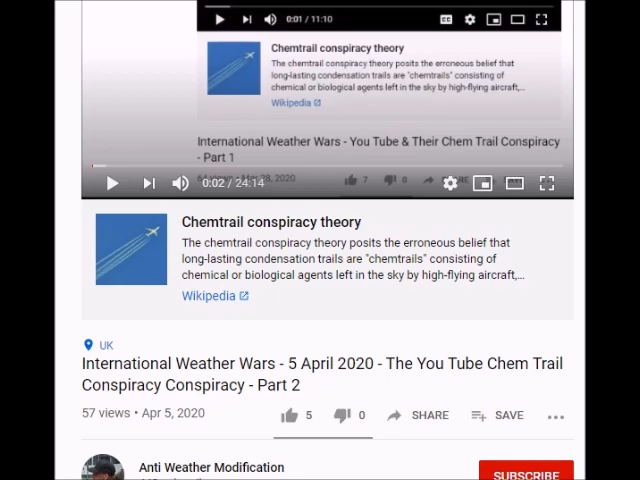 0:01 / 11:10
Chemtrail conspiracy theory
The chemtrail conspiracy theory posits the erroneous belief that
long-lasting condensation trails are "chemtrails" consisting of
chemical or biological agents left in the sky by high-flying aircraft,...
Wikipedia
International Weather Wars - You Tube & Their Chem Trail Conspiracy
- Part 1
64 views • Mar 28, 2020 7 0
0:02 / 24:14
Chemtrail conspiracy theory
The chemtrail conspiracy theory posits the erroneous belief that
long-lasting condensation trails are "chemtrails" consisting of
chemical or biological agents left in the sky by high-flying aircraft,...
Wikipedia
UK
International Weather Wars - 5 April 2020 - The You Tube Chem Trail
Conspiracy Conspiracy - Part 2
57 views • Apr 5, 2020 5 0 SHARE SAVE
Anti Weather Modification
SUBSCRIBE